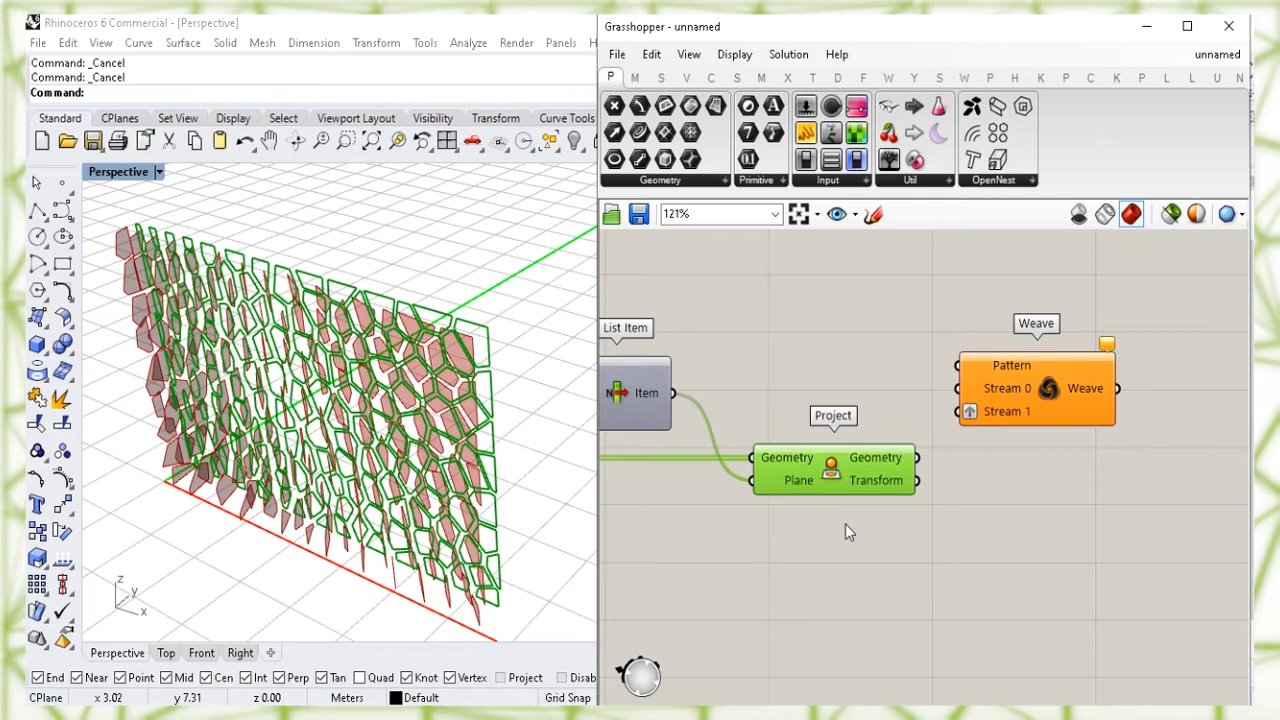 Rhinoceros 6 Commercial - [Perspective]
File Edit View Curve Surface Solid Mesh Dimension Transform Tools Analyze Render Panels H
Command: _Cancel
Command: _Cancel
Command:
Standard CPlanes Set View Display Select Viewport Layout Visibility Transform Curve Tools
Perspective
z
y
x
Perspective Top Front Right
End Near Point Mid Cen Int Perp Tan Quad Knot Vertex Project Disab
CPlane x 3.02 y 7.31 z 0.00 Meters Default Grid Snap
Grasshopper - unnamed
File Edit View Display Solution Help unnamed
P M S V C S M X T D F W Y S W P H K C K P L L U N
Geometry Primitive Input Util OpenNest
121%
List Item
Item
Project
Geometry Geometry
Plane Transform
Weave
Pattern
Stream 0 Weave
Stream 1